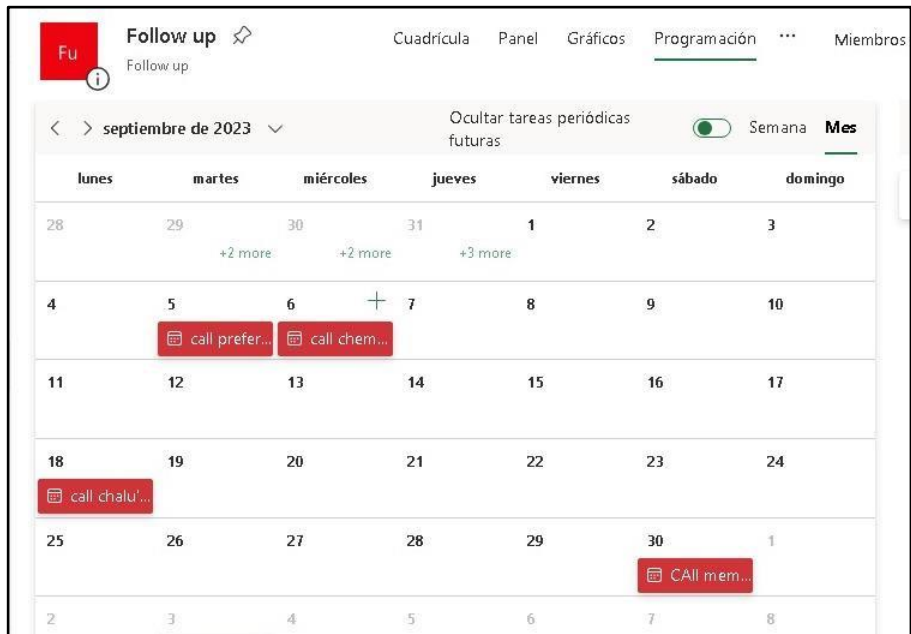 Fu
Follow up
Follow up
Cuadrícula Panel Gráficos Programación ... Miembros
septiembre de 2023
Ocultar tareas periódicas
futuras
Semana Mes
lunes martes miércoles jueves viernes sábado domingo
28 29 30 31 1 2 3
+2 more +2 more +3 more
4 5 6 7 8 9 10
call prefer... call chem...
11 12 13 14 15 16 17
18 19 20 21 22 23 24
call chalu'...
25 26 27 28 29 30 1
CAll mem...
2 3 4 5 6 7 8